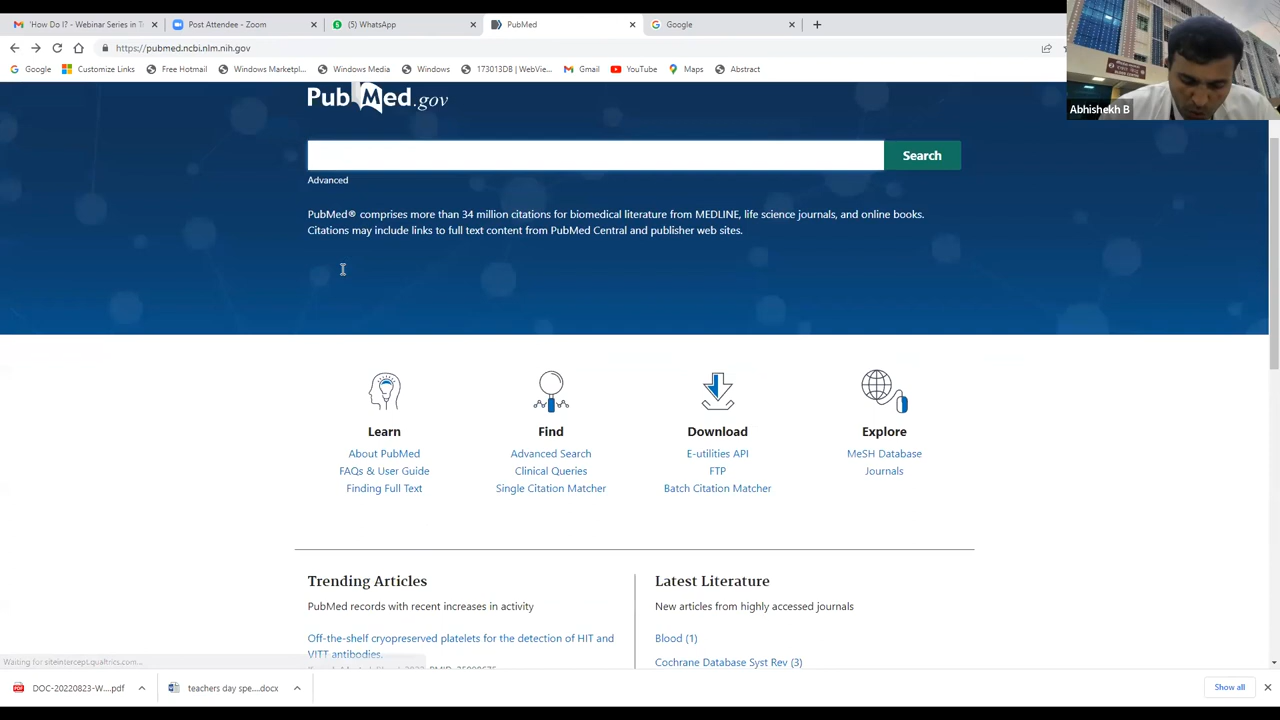 'How Do I? - Webinar Series in T
Post Attendee - Zoom
(5) WhatsApp
PubMed
Google
https://pubmed.ncbi.nlm.nih.gov
Google
Customize Links
Free Hotmail
Windows Marketpl...
Windows Media
Windows
173013DB | WebVie...
Gmail
YouTube
Maps
Abstract
Abhishekh B
PubMed.gov
Search
Advanced
PubMed® comprises more than 34 million citations for biomedical literature from MEDLINE, life science journals, and online books.
Citations may include links to full text content from PubMed Central and publisher web sites.
Learn
About PubMed
FAQs & User Guide
Finding Full Text
Find
Advanced Search
Clinical Queries
Single Citation Matcher
Download
E-utilities API
FTP
Batch Citation Matcher
Explore
MeSH Database
Journals
Trending Articles
PubMed records with recent increases in activity
Off-the-shelf cryopreserved platelets for the detection of HIT and
VITT antibodies.
Latest Literature
New articles from highly accessed journals
Blood (1)
Cochrane Database Syst Rev (3)
Waiting for siteintercept.qualtrics.com...
DOC-20220823-W....pdf
teachers day spe....docx
Show all